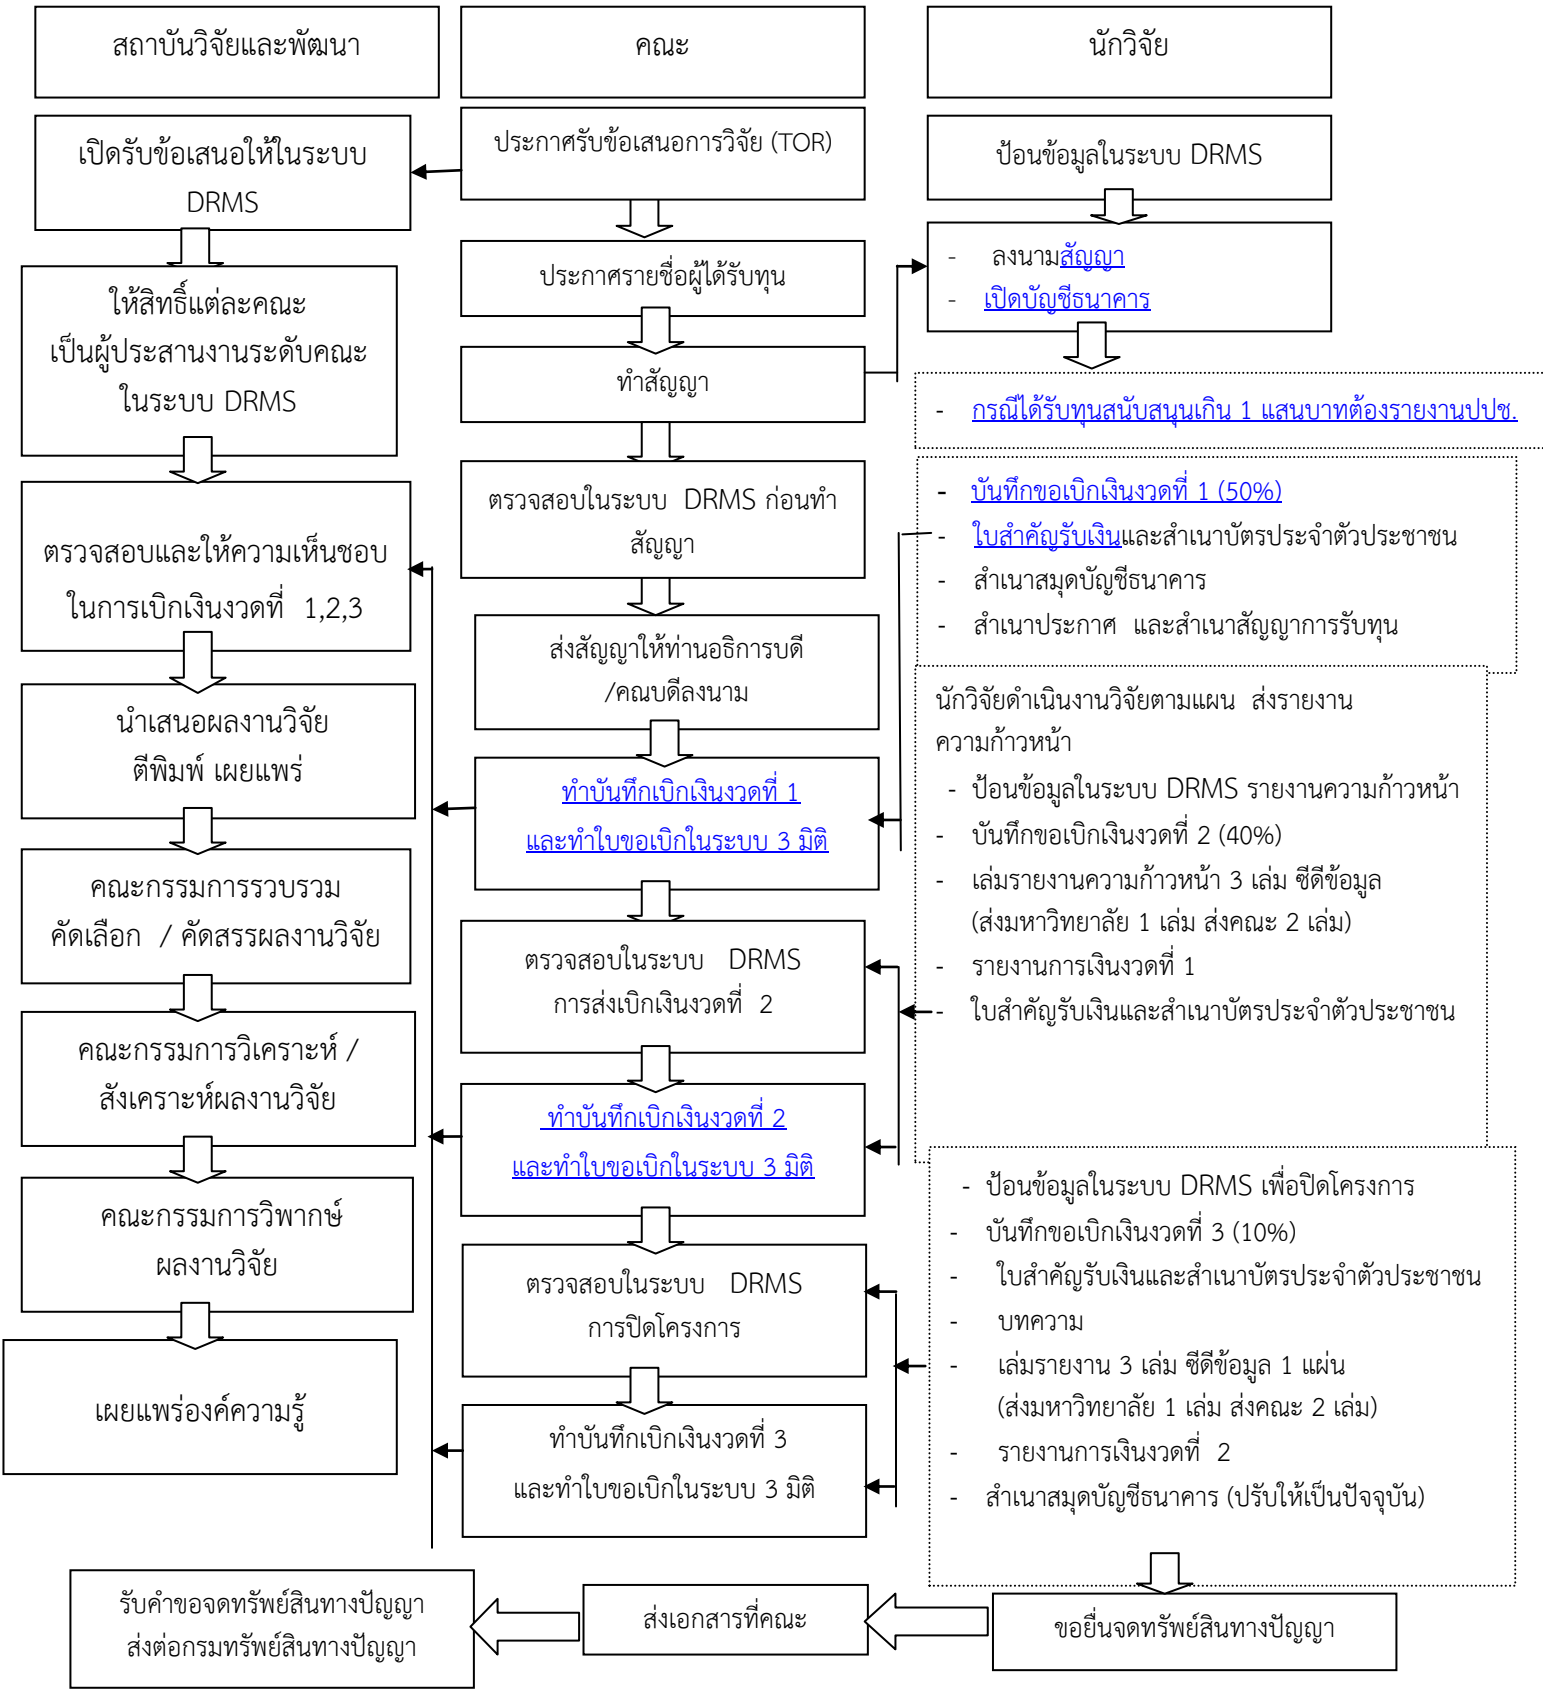 สถาบันวิจัยและพัฒนา
คณะ
นักวิจัย
เปิดรับข้อเสนอให้ในระบบ
DRMS
ให้สิทธิ์แต่ละคณะ
เป็นผู้ประสานงานระดับคณะ
ในระบบ DRMS
ตรวจสอบและให้ความเห็นชอบ
ในการเบิกเงินงวดที่ 1,2,3
นำเสนอผลงานวิจัย
ตีพิมพ์ เผยแพร่
คณะกรรมการรวบรวม
คัดเลือก / คัดสรรผลงานวิจัย
คณะกรรมการวิเคราะห์ /
สังเคราะห์ผลงานวิจัย
คณะกรรมการวิพากษ์
ผลงานวิจัย
เผยแพร่องค์ความรู้
ประกาศรับข้อเสนอการวิจัย (TOR)
ประกาศรายชื่อผู้ได้รับทุน
ทำสัญญา
ตรวจสอบในระบบ DRMS ก่อนทำ
สัญญา
ส่งสัญญาให้ท่านอธิการบดี
/คณบดีลงนาม
ทำบันทึกเบิกเงินงวดที่ 1
และทำใบขอเบิกในระบบ 3 มิติ
ตรวจสอบในระบบ DRMS
การส่งเบิกเงินงวดที่ 2
ทำบันทึกเบิกเงินงวดที่ 2
และทำใบขอเบิกในระบบ 3 มิติ
ตรวจสอบในระบบ DRMS
การปิดโครงการ
ทำบันทึกเบิกเงินงวดที่ 3
และทำใบขอเบิกในระบบ 3 มิติ
ป้อนข้อมูลในระบบ DRMS
- ลงนามสัญญา
- เปิดบัญชีธนาคาร
- กรณีได้รับทุนสนับสนุนเกิน 1 แสนบาทต้องรายงานปปช.
- บันทึกขอเบิกเงินงวดที่ 1 (50%)
- ใบสำคัญรับเงินและสำเนาบัตรประจำตัวประชาชน
- สำเนาสมุดบัญชีธนาคาร
- สำเนาประกาศ และสำเนาสัญญาการรับทุน
นักวิจัยดำเนินงานวิจัยตามแผน ส่งรายงาน
ความก้าวหน้า
- ป้อนข้อมูลในระบบ DRMS รายงานความก้าวหน้า
- บันทึกขอเบิกเงินงวดที่ 2 (40%)
- เล่มรายงานความก้าวหน้า 3 เล่ม ซีดีข้อมูล
(ส่งมหาวิทยาลัย 1 เล่ม ส่งคณะ 2 เล่ม)
- รายงานการเงินงวดที่ 1
- ใบสำคัญรับเงินและสำเนาบัตรประจำตัวประชาชน
- ป้อนข้อมูลในระบบ DRMS เพื่อปิดโครงการ
- บันทึกขอเบิกเงินงวดที่ 3 (10%)
- ใบสำคัญรับเงินและสำเนาบัตรประจำตัวประชาชน
- บทความ
- เล่มรายงาน 3 เล่ม ซีดีข้อมูล 1 แผ่น
(ส่งมหาวิทยาลัย 1 เล่ม ส่งคณะ 2 เล่ม)
- รายงานการเงินงวดที่ 2
- สำเนาสมุดบัญชีธนาคาร (ปรับให้เป็นปัจจุบัน)
รับคำขอจดทรัพย์สินทางปัญญา
ส่งต่อกรมทรัพย์สินทางปัญญา
ส่งเอกสารที่คณะ
ขอยื่นจดทรัพย์สินทางปัญญา